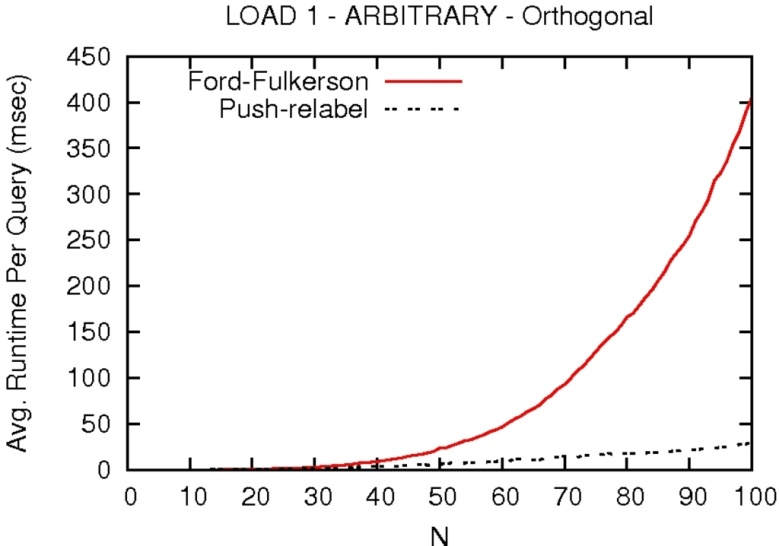 LOAD 1 - ARBITRARY - Orthogonal
Avg. Runtime Per Query (msec)
450
400
350
300
250
200
150
100
50
0
Ford-Fulkerson
Push-relabel
0 10 20 30 40 50 60 70 80 90 100
N